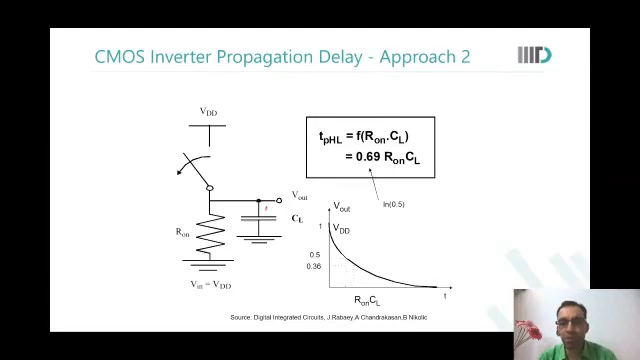 CMOS Inverter Propagation Delay - Approach 2
VDD
tpHL = f(Ron.CL)
= 0.69 RonCL
Vout
t
CL
Ron
Vin = VDD
ln(0.5)
Vout
1
VDD
0.5
0.36
t
RonCL
Source: Digital Integrated Circuits, J.Rabaey,A Chandrakasan,B Nikolic